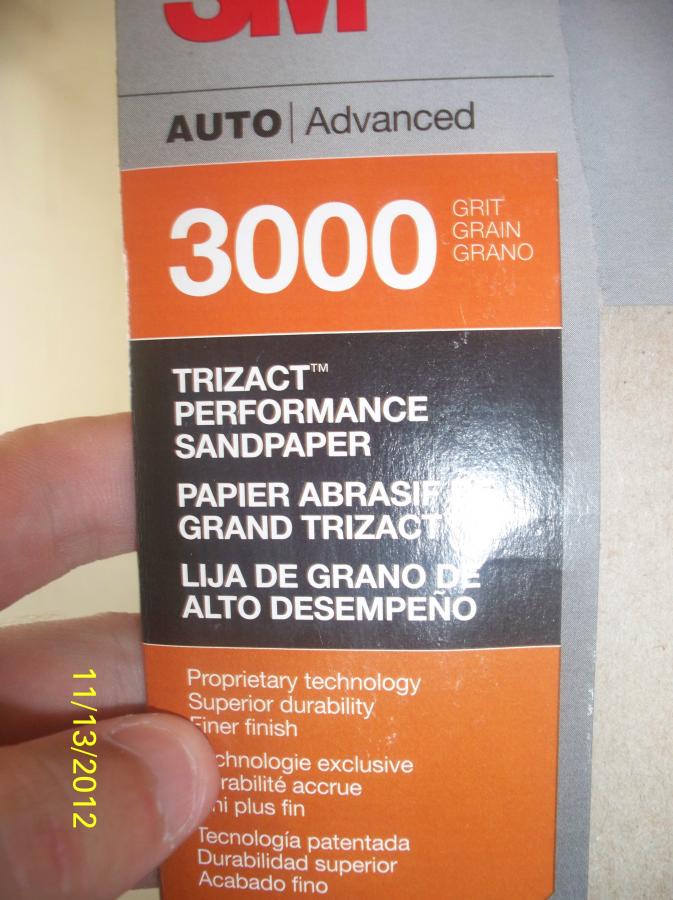 3M
AUTO | Advanced
3000
GRIT
GRAIN
GRANO
TRIZACT™
PERFORMANCE
SANDPAPER
PAPIER ABRASIF
GRAND TRIZACT
LIJA DE GRANO DE
ALTO DESEMPEÑO
Proprietary technology
Superior durability
Finer finish
exclusive
accrue
plus fin
Tecnología patentada
Durabilidad superior
Acabado fino
11/13/2012